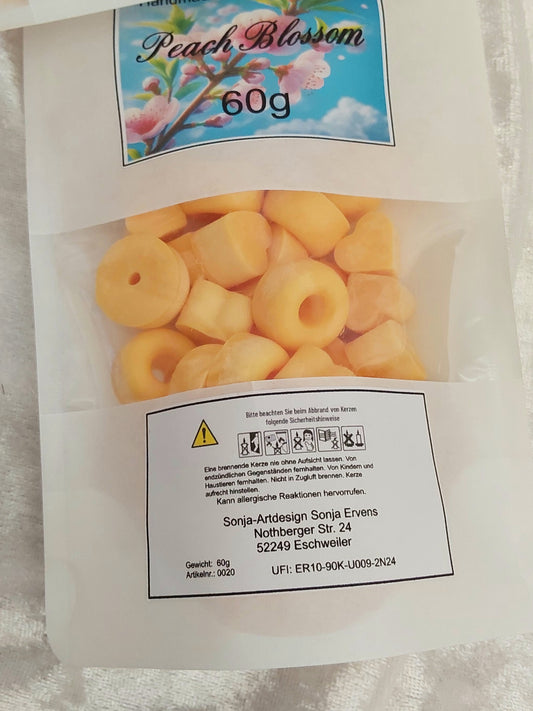 Peach Blossom
60g
Bitte beachten Sie beim Abbrand von Kerzen
folgende Sicherheitshinweise
Eine brennende Kerze nie ohne Aufsicht lassen. Von
endzündlichen Gegenständen fernhalten. Von Kindern und
Haustieren fernhalten. Nicht in Zugluft brennen. Kerze
aufrecht hinstellen.
Kann allergische Reaktionen hervorrufen.
Sonja-Artdesign Sonja Ervens
Nothberger Str. 24
52249 Eschweiler
Gewicht: 60g
Artikelnr.: 0020
UFI: ER10-90K-U009-2N24